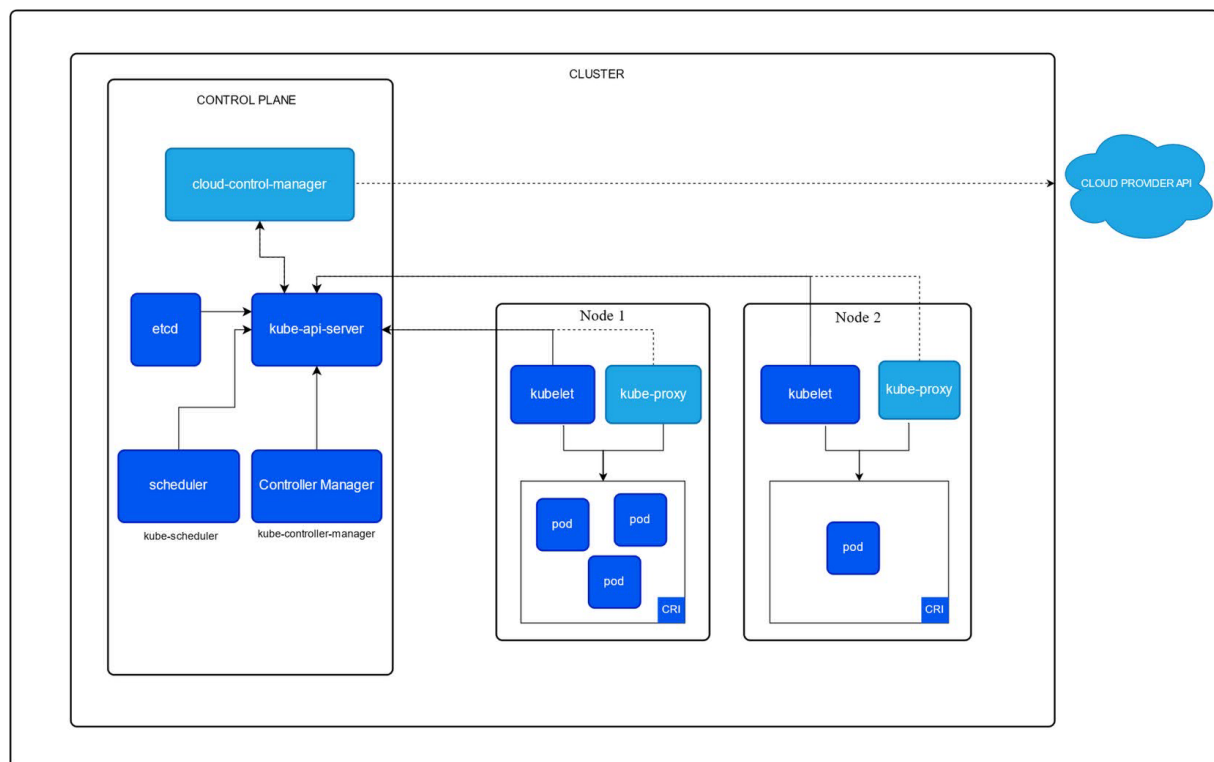 CLUSTER
CONTROL PLANE
cloud-control-manager
CLOUD PROVIDER API
etcd
kube-api-server
scheduler
kube-scheduler
Controller Manager
kube-controller-manager
Node 1
kubelet
kube-proxy
pod
pod
pod
CRI
Node 2
kubelet
kube-proxy
pod
CRI